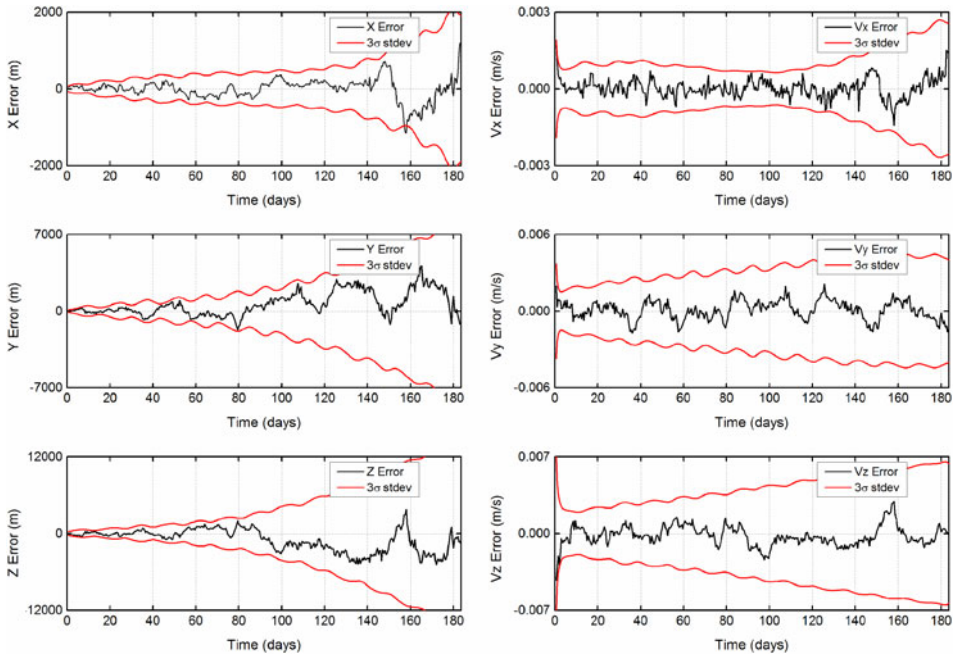 2000
0
-2000
X Error (m)
X Error
3σ stdev
0 20 40 60 80 100 120 140 160 180
Time (days)
0.003
0.000
-0.003
Vx Error (m/s)
Vx Error
3σ stdev
0 20 40 60 80 100 120 140 160 180
Time (days)
7000
0
-7000
Y Error (m)
Y Error
3σ stdev
0 20 40 60 80 100 120 140 160 180
Time (days)
0.006
0.000
-0.006
Vy Error (m/s)
Vy Error
3σ stdev
0 20 40 60 80 100 120 140 160 180
Time (days)
12000
0
-12000
Z Error (m)
Z Error
3σ stdev
0 20 40 60 80 100 120 140 160 180
Time (days)
0.007
0.000
-0.007
Vz Error (m/s)
Vz Error
3σ stdev
0 20 40 60 80 100 120 140 160 180
Time (days)